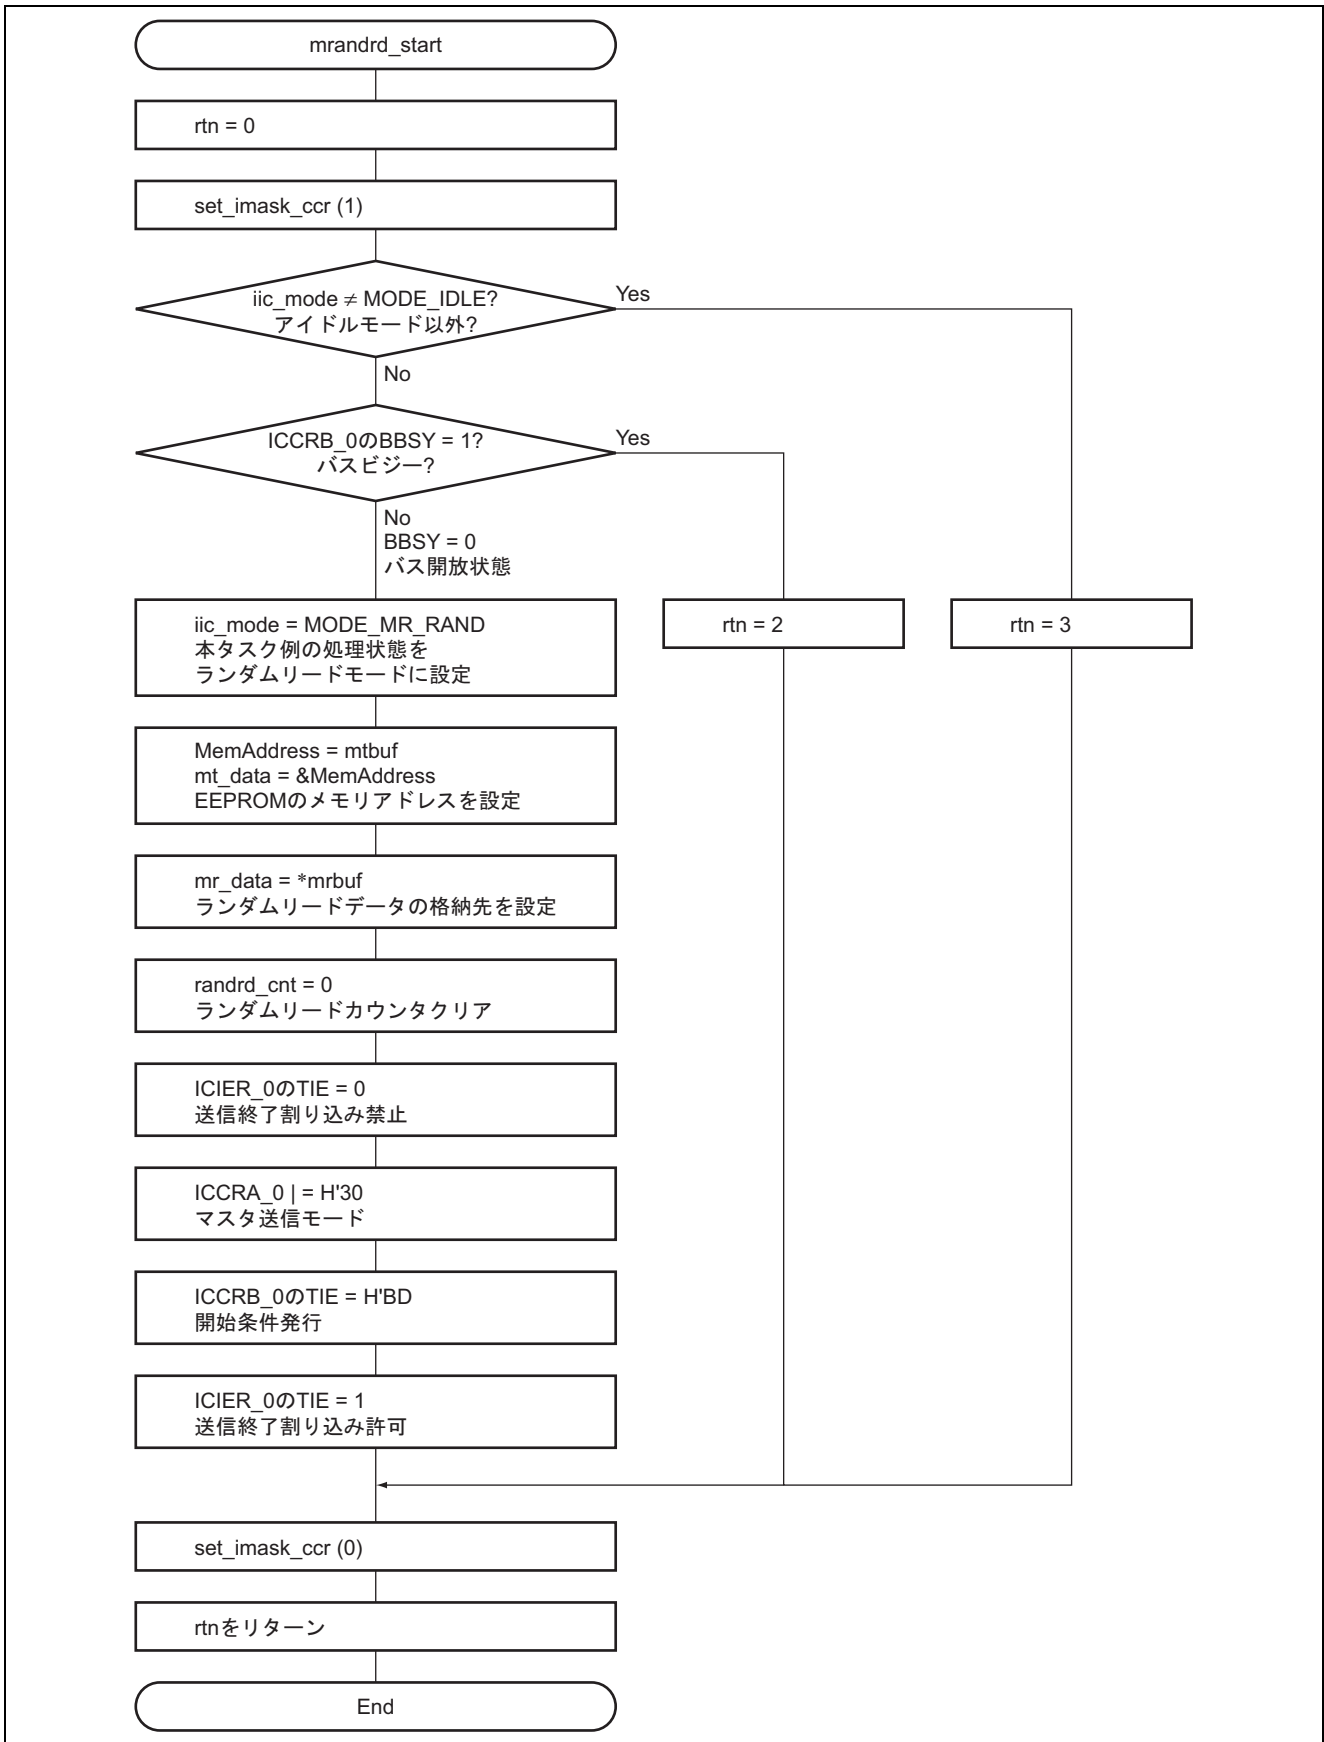 mrandrd_start
rtn = 0
set_imask_ccr (1)
iic_mode ≠ MODE_IDLE?
アイドルモード以外?
Yes
No
ICCRB_0のBBSY = 1?
バスビジー?
Yes
No
BBSY = 0
バス開放状態
iic_mode = MODE_MR_RAND
本タスク例の処理状態を
ランダムリードモードに設定
rtn = 2
rtn = 3
MemAddress = mtbuf
mt_data = &MemAddress
EEPROMのメモリアドレスを設定
mr_data = *mrbuf
ランダムリードデータの格納先を設定
randrd_cnt = 0
ランダムリードカウンタクリア
ICIER_0のTIE = 0
送信終了割り込み禁止
ICCRA_0 | = H'30
マスタ送信モード
ICCRB_0のTIE = H'BD
開始条件発行
ICIER_0のTIE = 1
送信終了割り込み許可
set_imask_ccr (0)
rtnをリターン
End